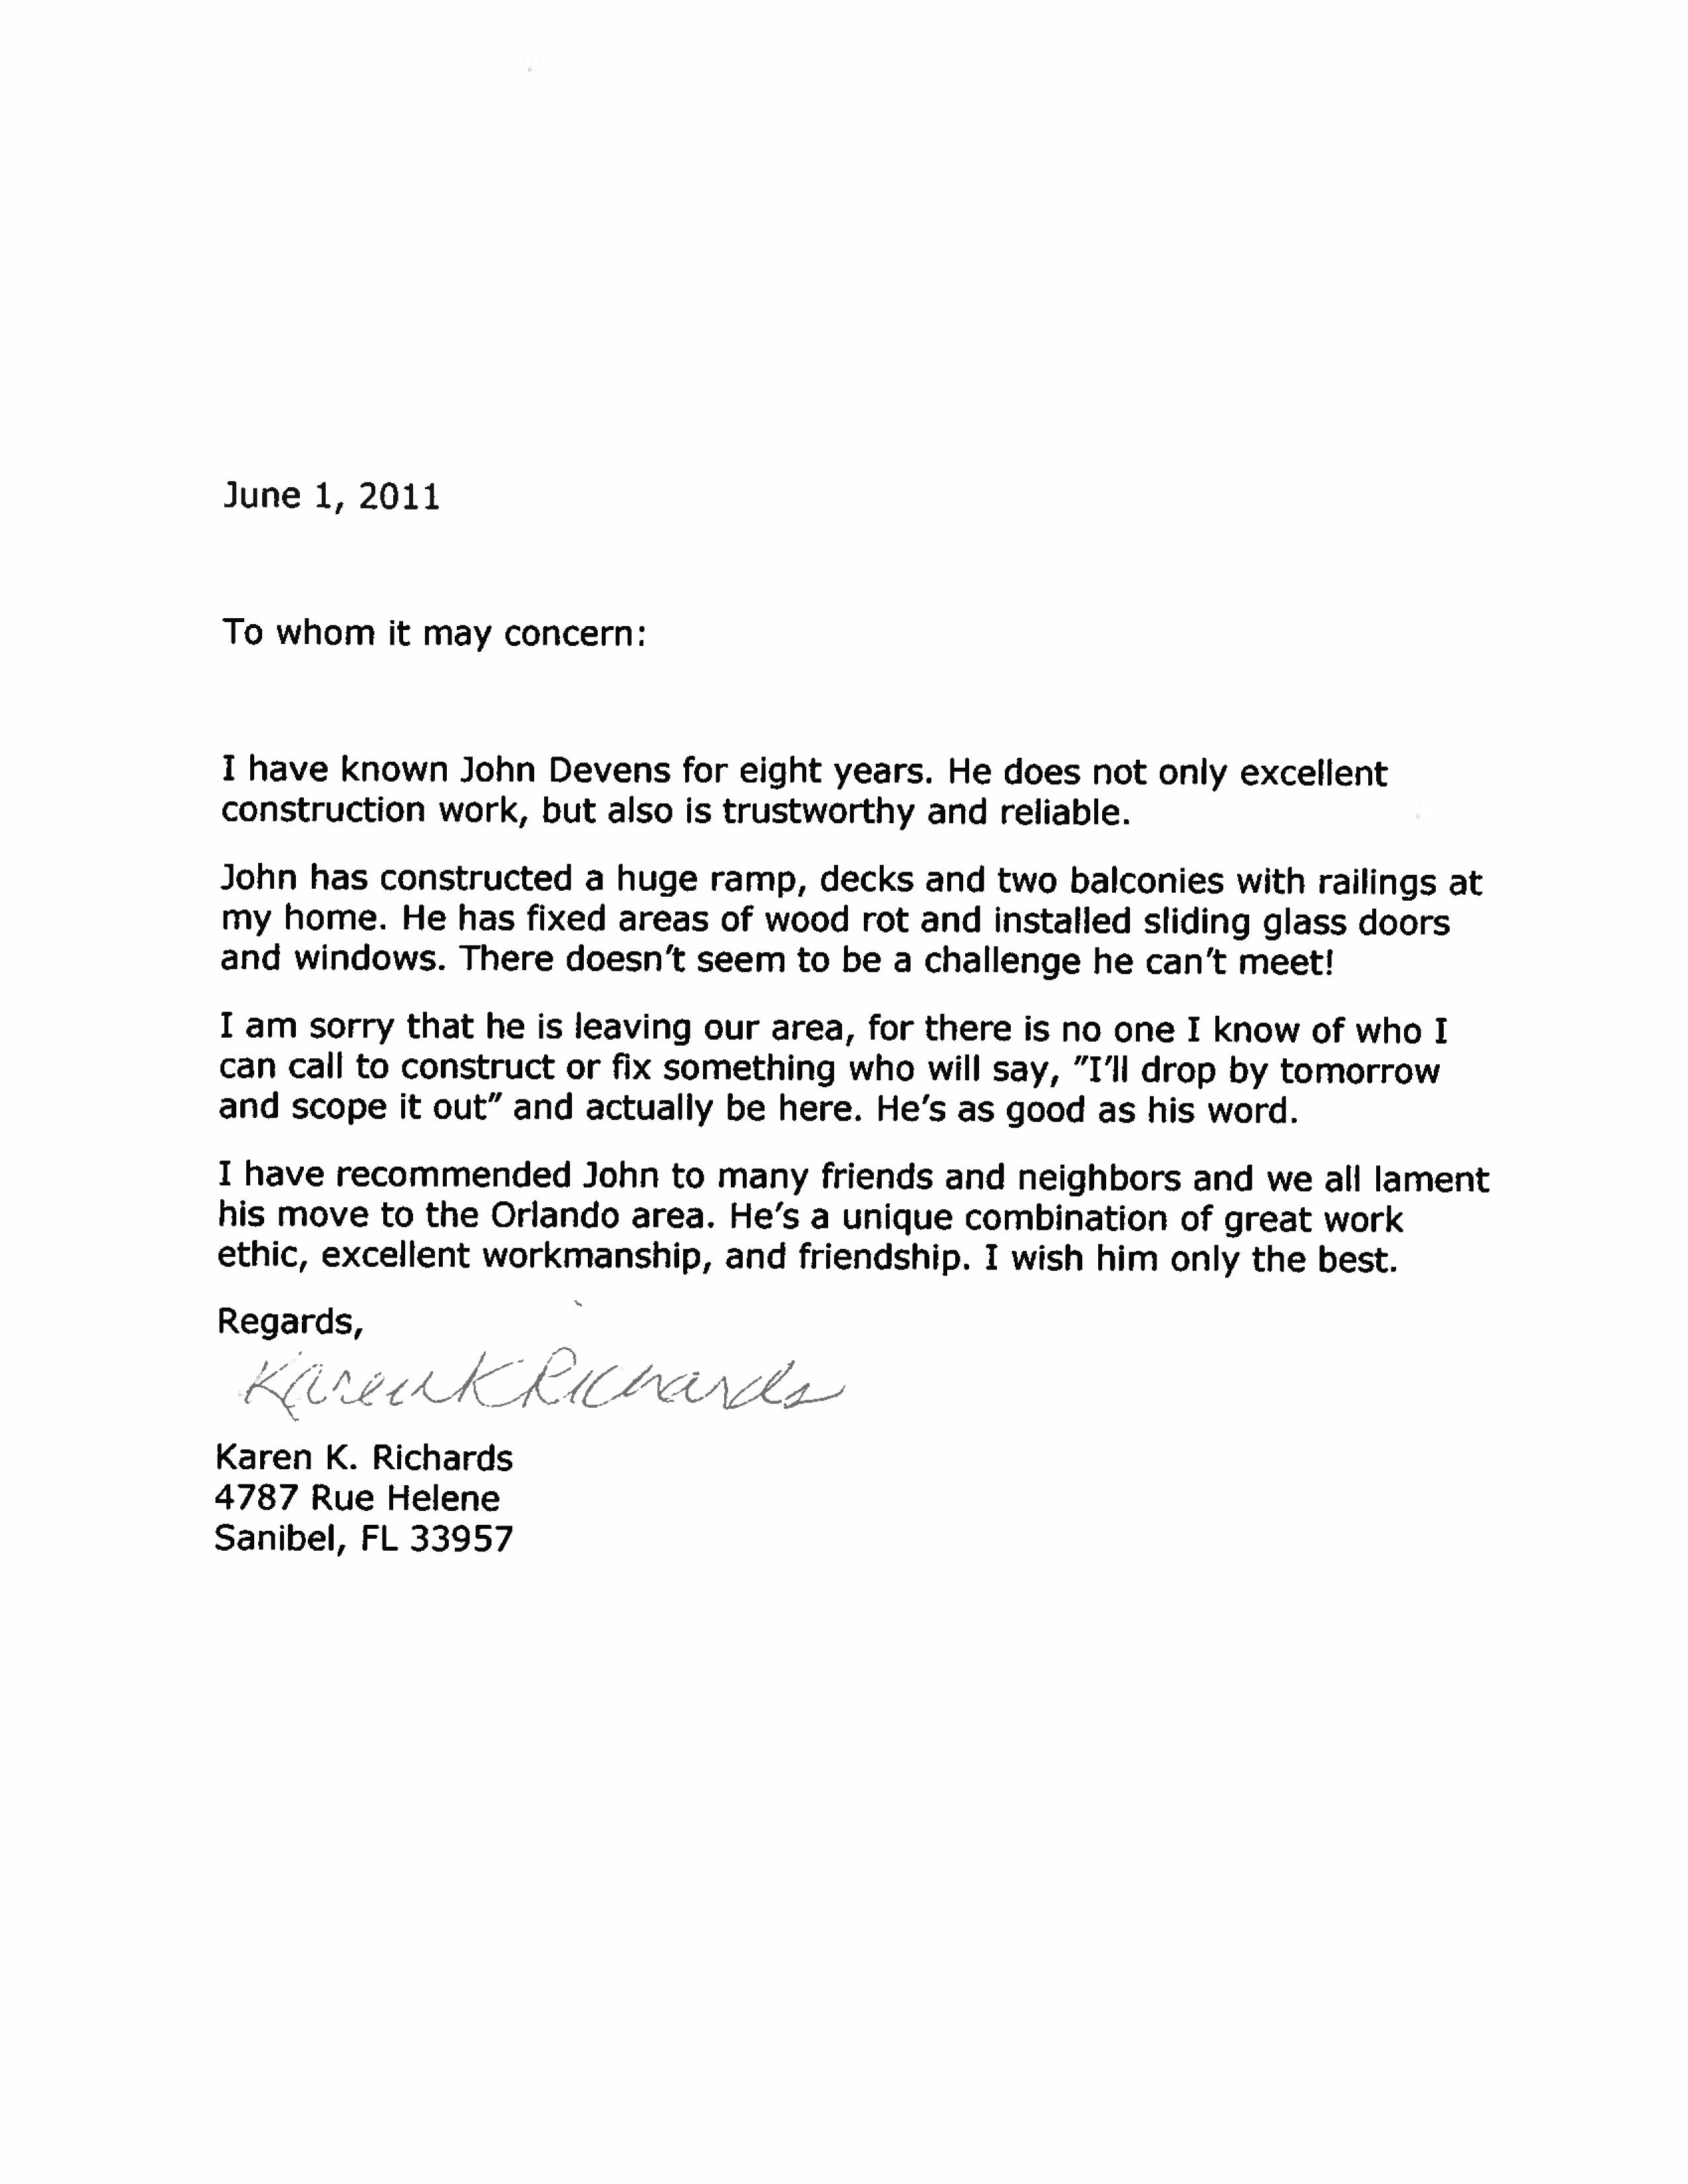 June 1, 2011
To whom it may concern:
I have known John Devens for eight years. He does not only excellent
construction work, but also is trustworthy and reliable.
John has constructed a huge ramp, decks and two balconies with railings at
my home. He has fixed areas of wood rot and installed sliding glass doors
and windows. There doesn't seem to be a challenge he can't meet!
I am sorry that he is leaving our area, for there is no one I know of who I
can call to construct or fix something who will say, "I'll drop by tomorrow
and scope it out" and actually be here. He's as good as his word.
I have recommended John to many friends and neighbors and we all lament
his move to the Orlando area. He's a unique combination of great work
ethic, excellent workmanship, and friendship. I wish him only the best.
Regards,
Karen K Richards
Karen K. Richards
4787 Rue Helene
Sanibel, FL 33957